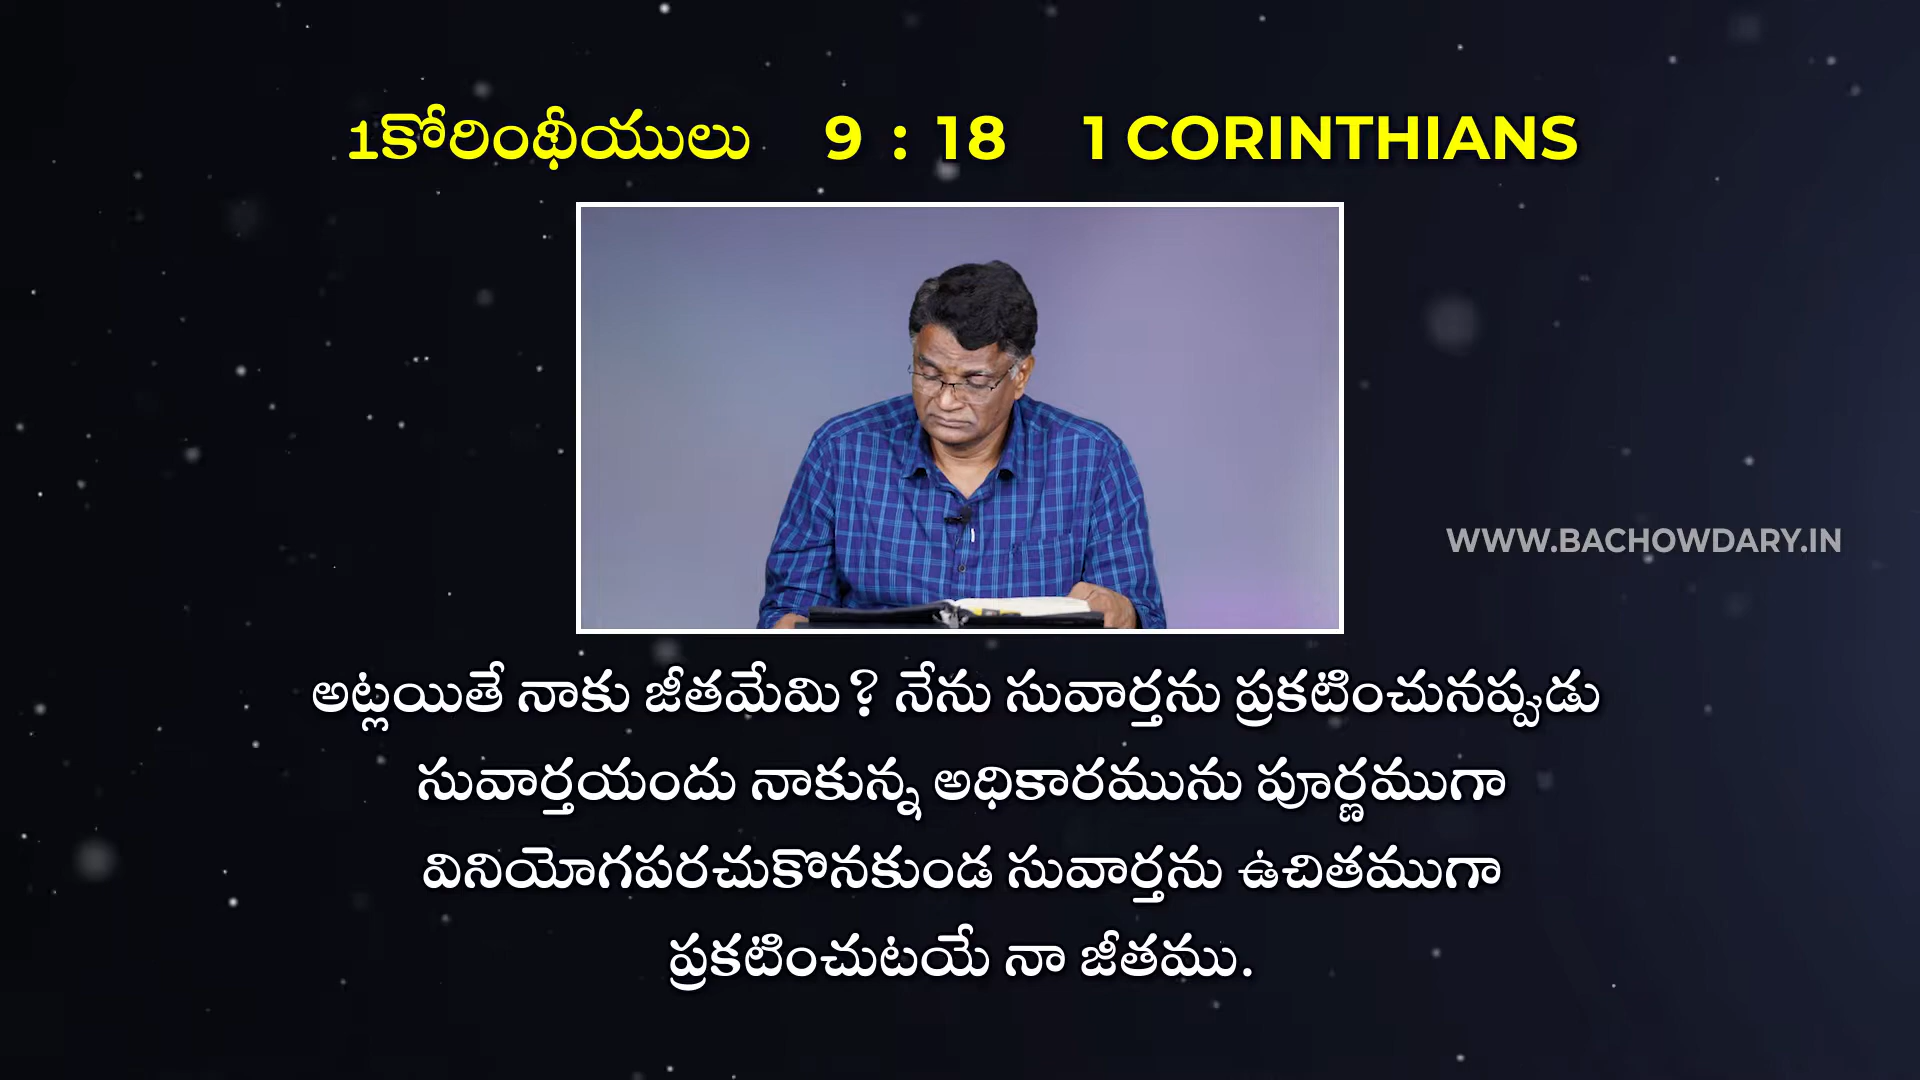 1కోరింథీయులు 9 : 18 1 CORINTHIANS
WWW.BACHOWDARY.IN
అట్లయితే నాకు జీతమేమి? నేను సువార్తను ప్రకటించునప్పుడు
సువార్తయందు నాకున్న అధికారమును పూర్ణముగా
వినియోగపరచుకొనకుండ సువార్తను ఉచితముగా
ప్రకటించుటయే నా జీతము.